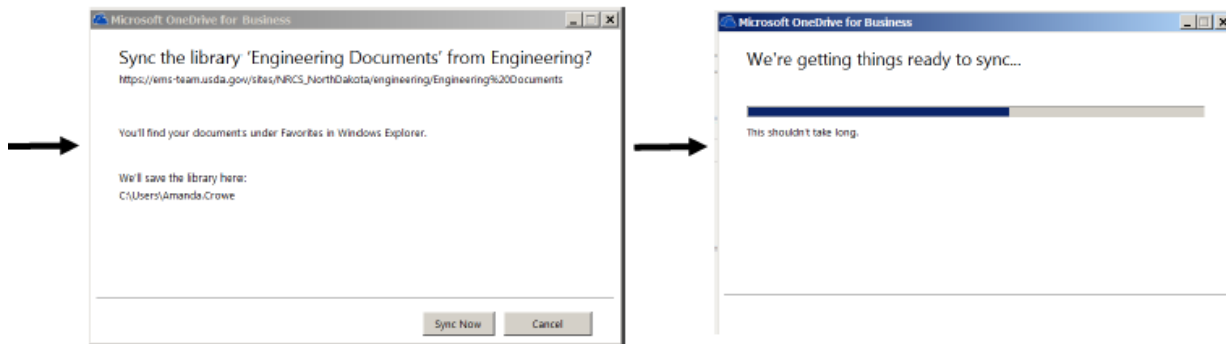 Microsoft OneDrive for Business
Sync the library 'Engineering Documents' from Engineering?
https://ems-team.usda.gov/sites/NRCS_NorthDakota/engineering/Engineering%20Documents
You'll find your documents under Favorites in Windows Explorer.
We'll save the library here:
C:\Users\Amanda.Crowe
Sync Now
Cancel
Microsoft OneDrive for Business
We're getting things ready to sync...
This shouldn't take long.